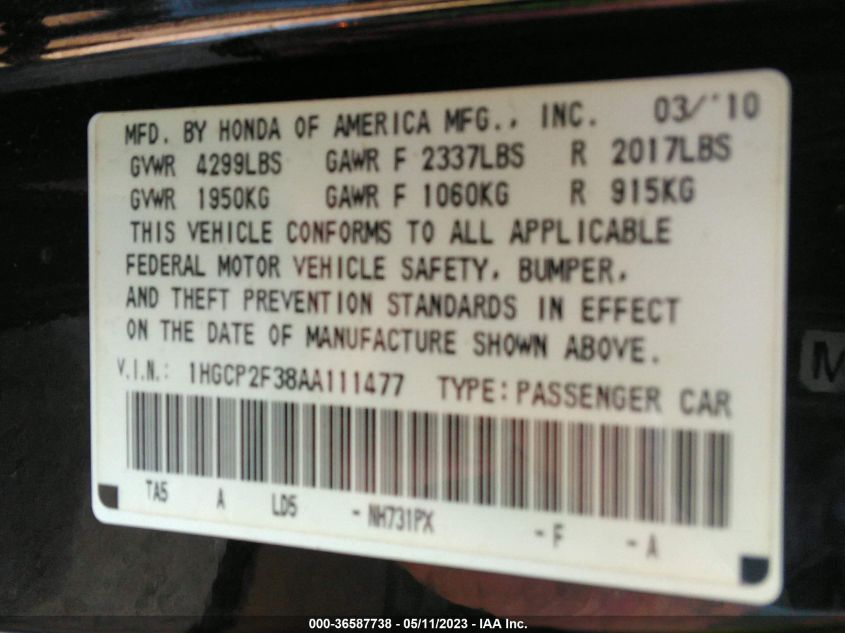 MFD. BY HONDA OF AMERICA MFG., INC. 03/'10
GVWR 4299LBS GAWR F 2337LBS R 2017LBS
GVWR 1950KG GAWR F 1060KG R 915KG
THIS VEHICLE CONFORMS TO ALL APPLICABLE
FEDERAL MOTOR VEHICLE SAFETY, BUMPER,
AND THEFT PREVENTION STANDARDS IN EFFECT
ON THE DATE OF MANUFACTURE SHOWN ABOVE.
V.I.N.: 1HGCP2F38AA111477 TYPE: PASSENGER CAR
TA5 A LD5 - NH731PX - F - A
M
000-36587738 - 05/11/2023 - IAA Inc.